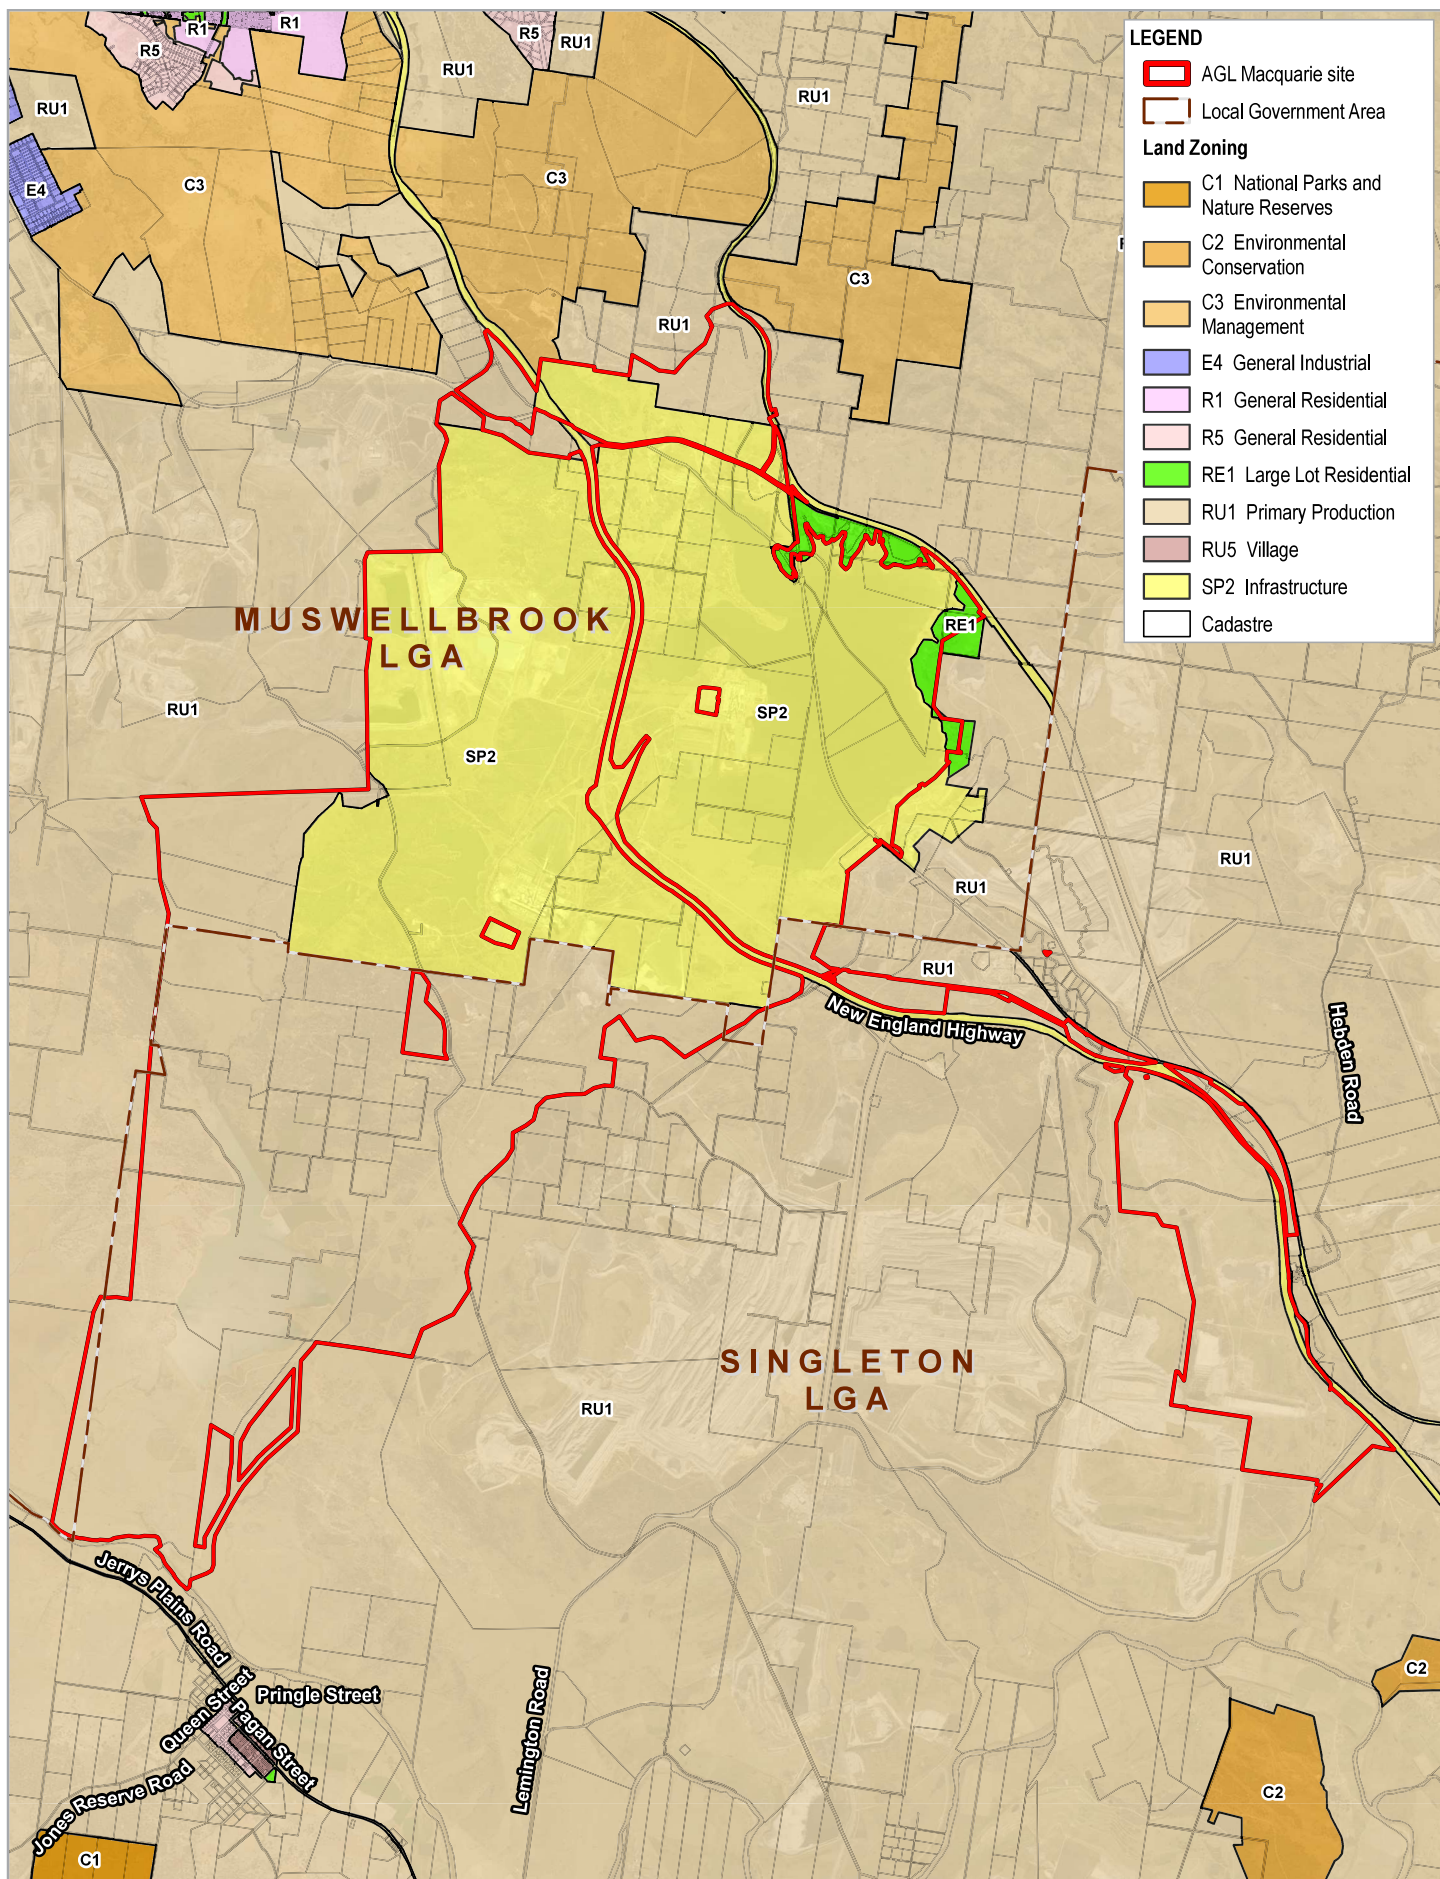 LEGEND
AGL Macquarie site
Local Government Area
Land Zoning
C1 National Parks and
Nature Reserves
C2 Environmental
Conservation
C3 Environmental
Management
E4 General Industrial
R1 General Residential
R5 General Residential
RE1 Large Lot Residential
RU1 Primary Production
RU5 Village
SP2 Infrastructure
Cadastre
R1
R1
R5
R5
RU1
RU1
RU1
RU1
E4
C3
C3
C3
RU1
MUSWELLBROOK
LGA
RE1
RU1
SP2
SP2
RU1
RU1
RU1
New England Highway
Hebden Road
SINGLETON
LGA
RU1
Jerrys Plains Road
Queen Street
Pringle Street
Pagan Street
Jones Reserve Road
Lemington Road
C2
C2
C1